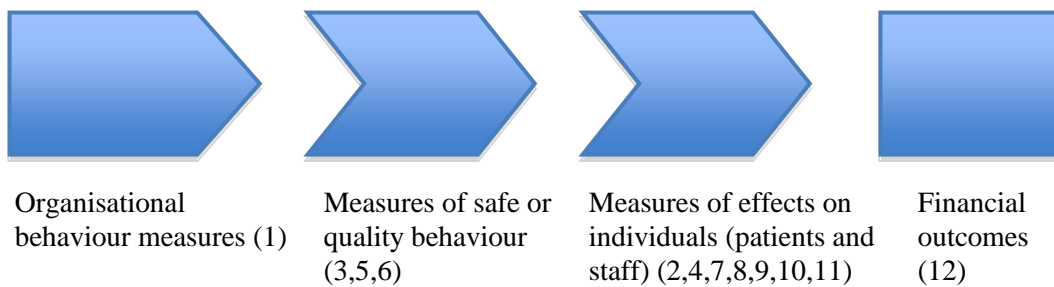 Organisational
behaviour measures (1)
Measures of safe or
quality behaviour
(3,5,6)
Measures of effects on
individuals (patients and
staff) (2,4,7,8,9,10,11)
Financial
outcomes
(12)